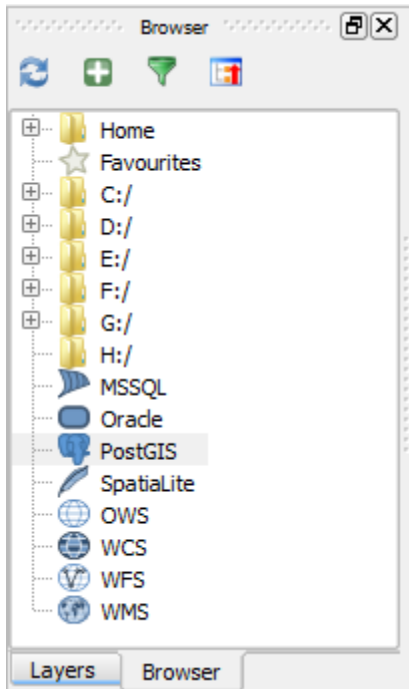 Browser
Home
Favourites
C:/
D:/
E:/
F:/
G:/
H:/
MSSQL
Oracle
PostGIS
SpatiaLite
OWS
WCS
WFS
WMS
Layers Browser